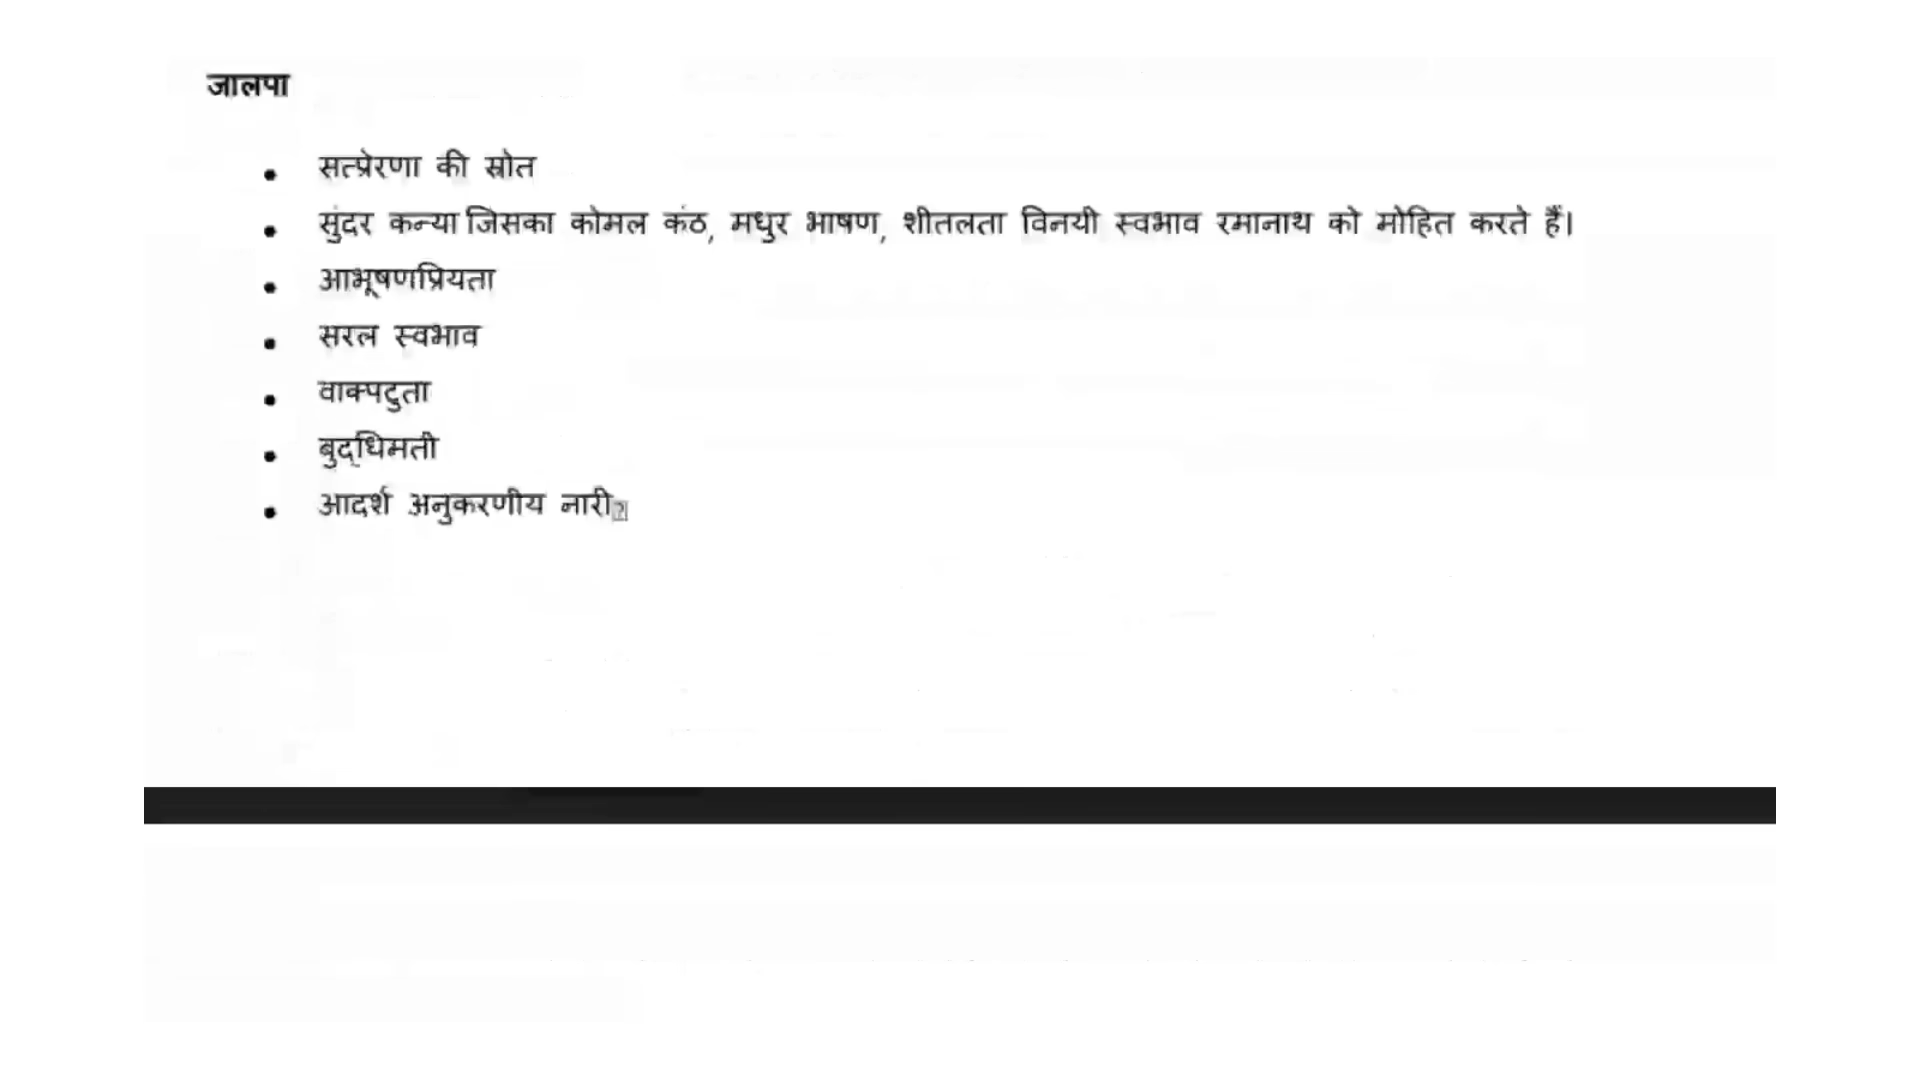 जालपा
• सत्प्रेरणा की स्रोत
• सुंदर कन्या जिसका कोमल कंठ, मधुर भाषण, शीतलता विनयी स्वभाव रमानाथ को मोहित करते हैं।
• आभूषणप्रियता
• सरल स्वभाव
• वाक्पटुता
• बुद्धिमती
• आदर्श अनुकरणीय नारी